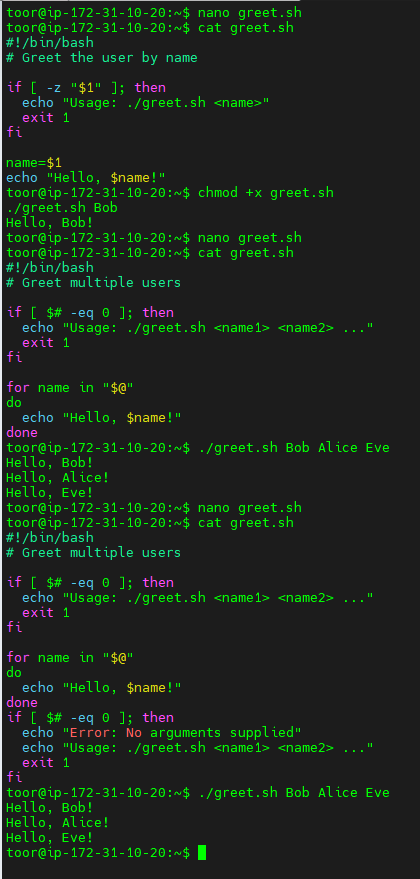 toor@ip-172-31-10-20:~$ nano greet.sh
toor@ip-172-31-10-20:~$ cat greet.sh
#!/bin/bash
# Greet the user by name

if [ -z "$1" ]; then
  echo "Usage: ./greet.sh <name>"
  exit 1
fi

name=$1
echo "Hello, $name!"
toor@ip-172-31-10-20:~$ chmod +x greet.sh
./greet.sh Bob
Hello, Bob!
toor@ip-172-31-10-20:~$ nano greet.sh
toor@ip-172-31-10-20:~$ cat greet.sh
#!/bin/bash
# Greet multiple users

if [ $# -eq 0 ]; then
  echo "Usage: ./greet.sh <name1> <name2> ..."
  exit 1
fi

for name in "$@"
do
  echo "Hello, $name!"
done
toor@ip-172-31-10-20:~$ ./greet.sh Bob Alice Eve
Hello, Bob!
Hello, Alice!
Hello, Eve!
toor@ip-172-31-10-20:~$ nano greet.sh
toor@ip-172-31-10-20:~$ cat greet.sh
#!/bin/bash
# Greet multiple users

if [ $# -eq 0 ]; then
  echo "Usage: ./greet.sh <name1> <name2> ..."
  exit 1
fi

for name in "$@"
do
  echo "Hello, $name!"
done
if [ $# -eq 0 ]; then
  echo "Error: No arguments supplied"
  echo "Usage: ./greet.sh <name1> <name2> ..."
  exit 1
fi
toor@ip-172-31-10-20:~$ ./greet.sh Bob Alice Eve
Hello, Bob!
Hello, Alice!
Hello, Eve!
toor@ip-172-31-10-20:~$